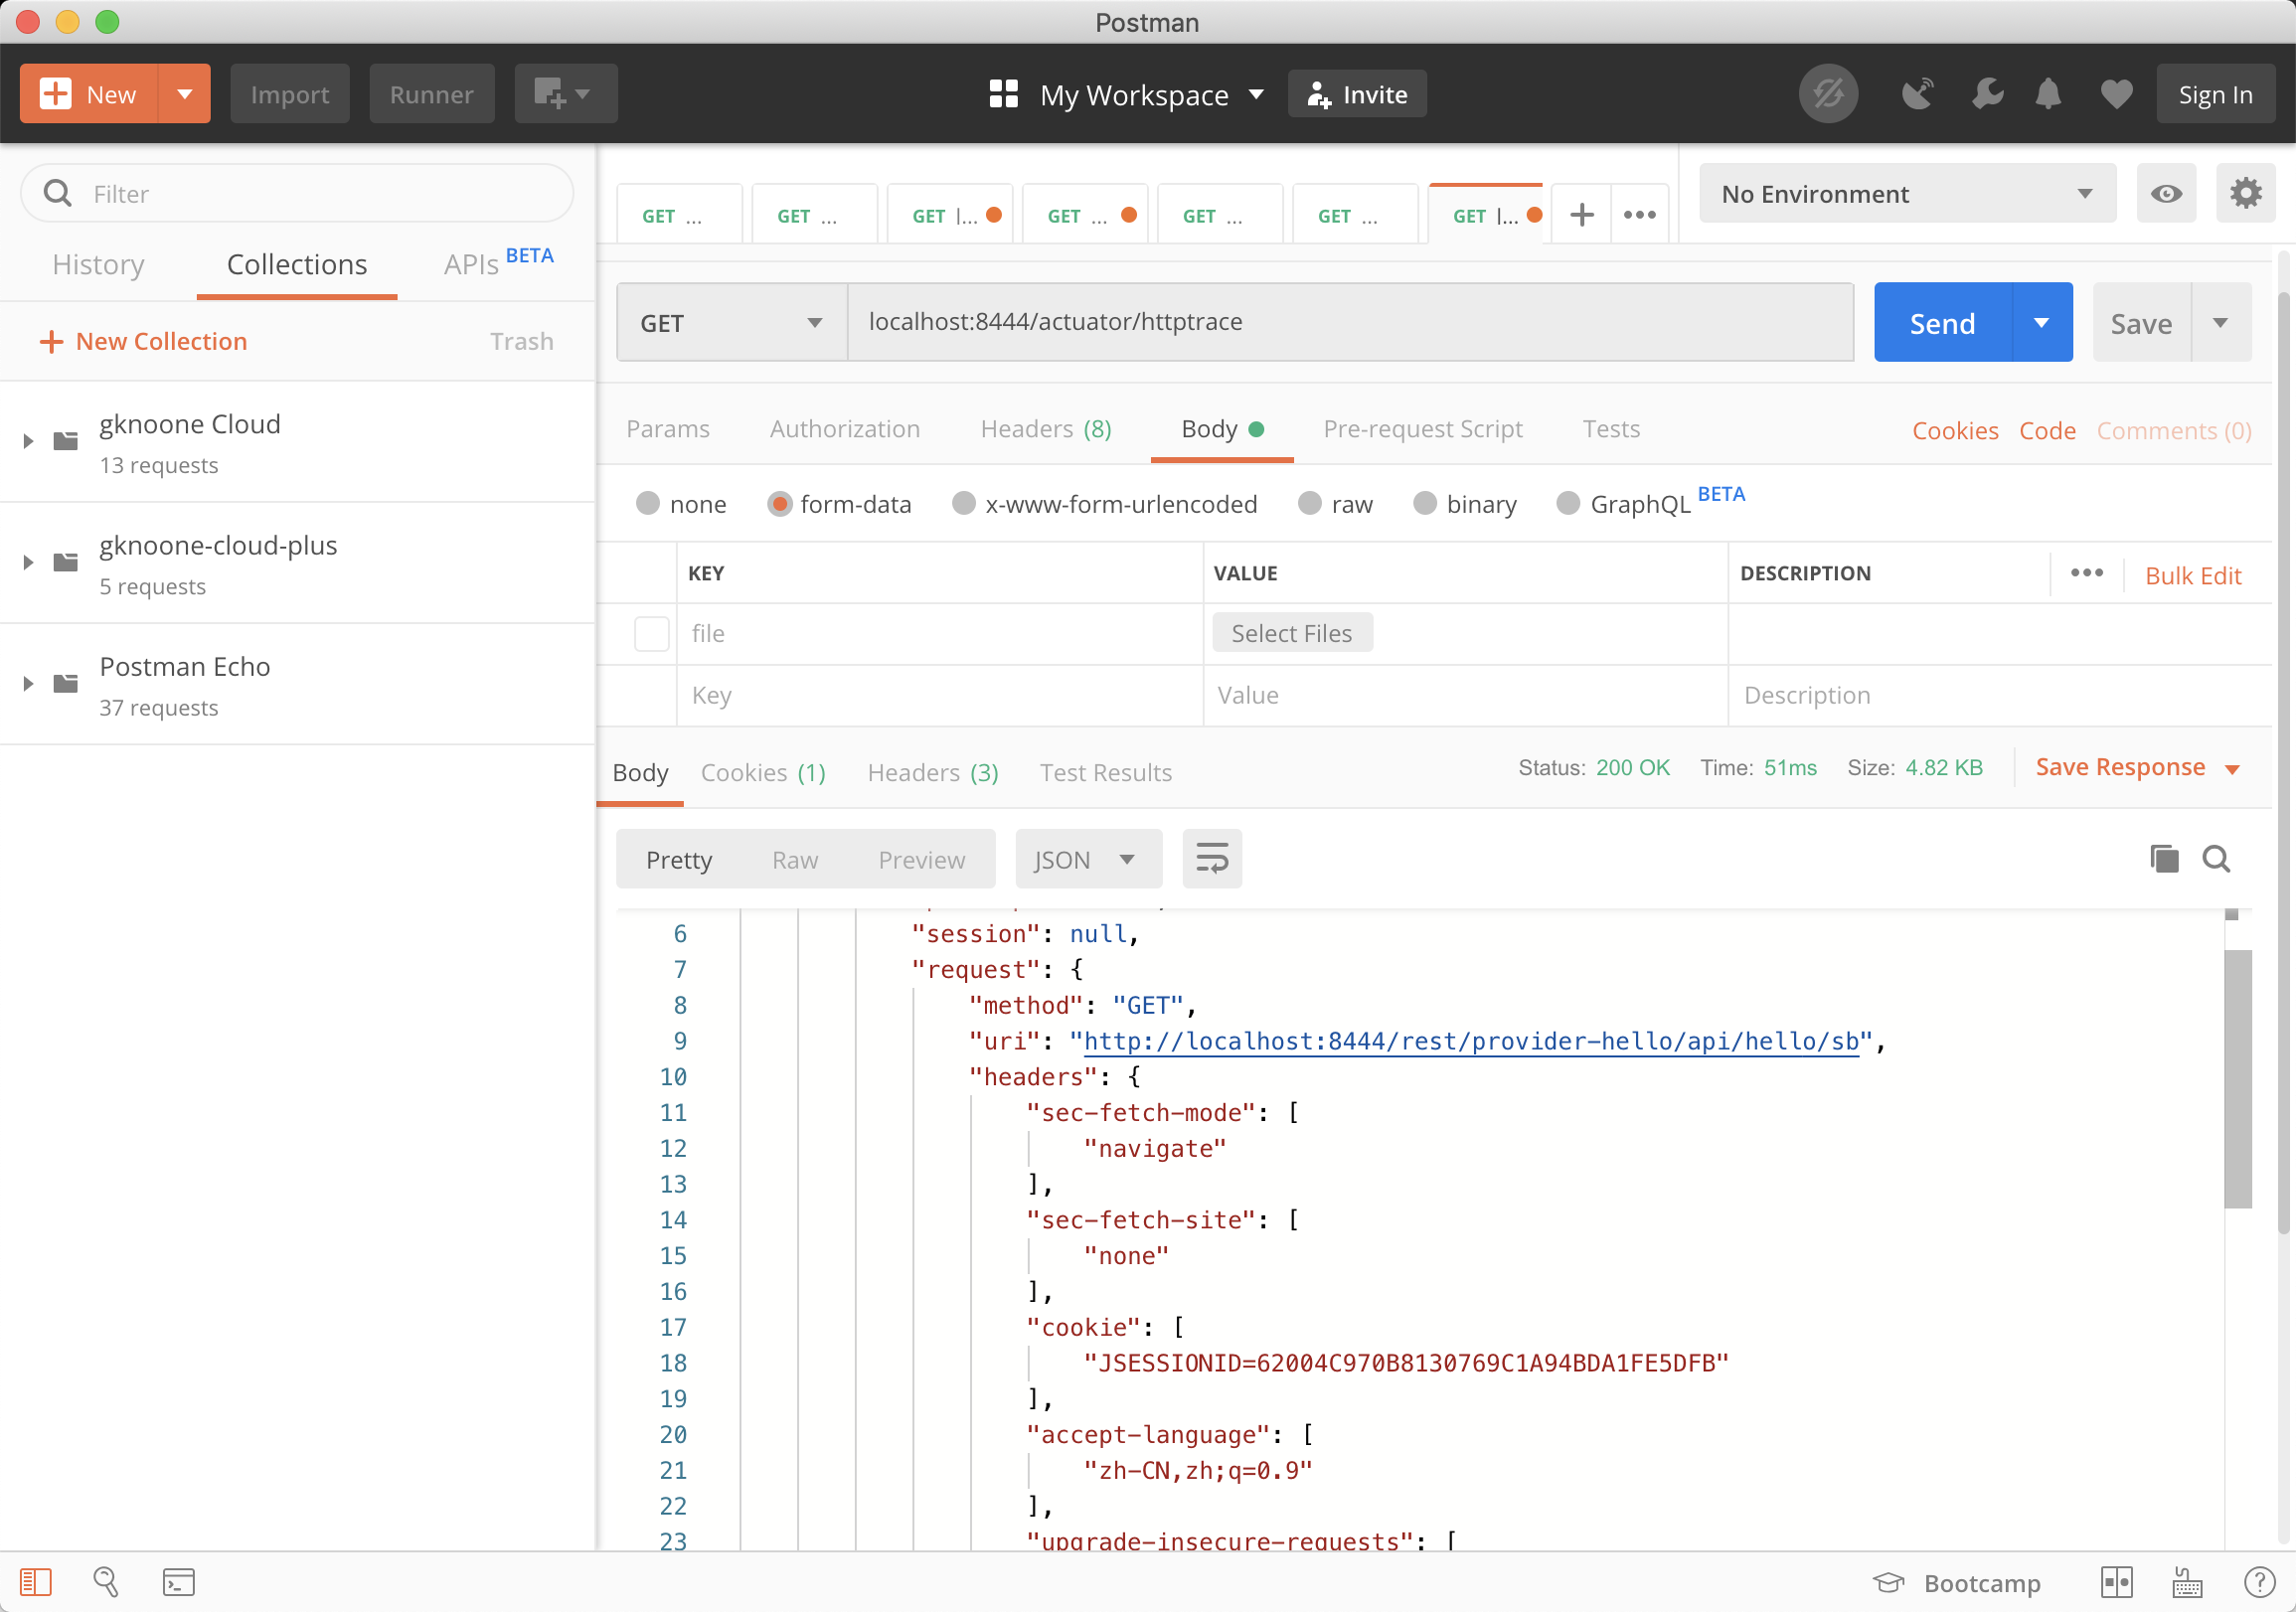 Postman
New Import Runner My Workspace Invite Sign In
Filter
History Collections APIs BETA
+ New Collection Trash
gknoone Cloud
13 requests
gknoone-cloud-plus
5 requests
Postman Echo
37 requests
GET ... GET ... GET l... GET ... GET ... GET ... GET l... + ••• No Environment
GET localhost:8444/actuator/httptrace Send Save
Params Authorization Headers (8) Body Pre-request Script Tests Cookies Code Comments (0)
none form-data x-www-form-urlencoded raw binary GraphQL BETA
KEY VALUE DESCRIPTION ••• Bulk Edit
file Select Files
Key Value Description
Body Cookies (1) Headers (3) Test Results Status: 200 OK Time: 51ms Size: 4.82 KB Save Response
Pretty Raw Preview JSON
6 "session": null,
7 "request": {
8 "method": "GET",
9 "uri": "http://localhost:8444/rest/provider-hello/api/hello/sb",
10 "headers": {
11 "sec-fetch-mode": [
12 "navigate"
13 ],
14 "sec-fetch-site": [
15 "none"
16 ],
17 "cookie": [
18 "JSESSIONID=62004C970B8130769C1A94BDA1FE5DFB"
19 ],
20 "accept-language": [
21 "zh-CN,zh;q=0.9"
22 ],
23 "upgrade-insecure-requests": [
Bootcamp